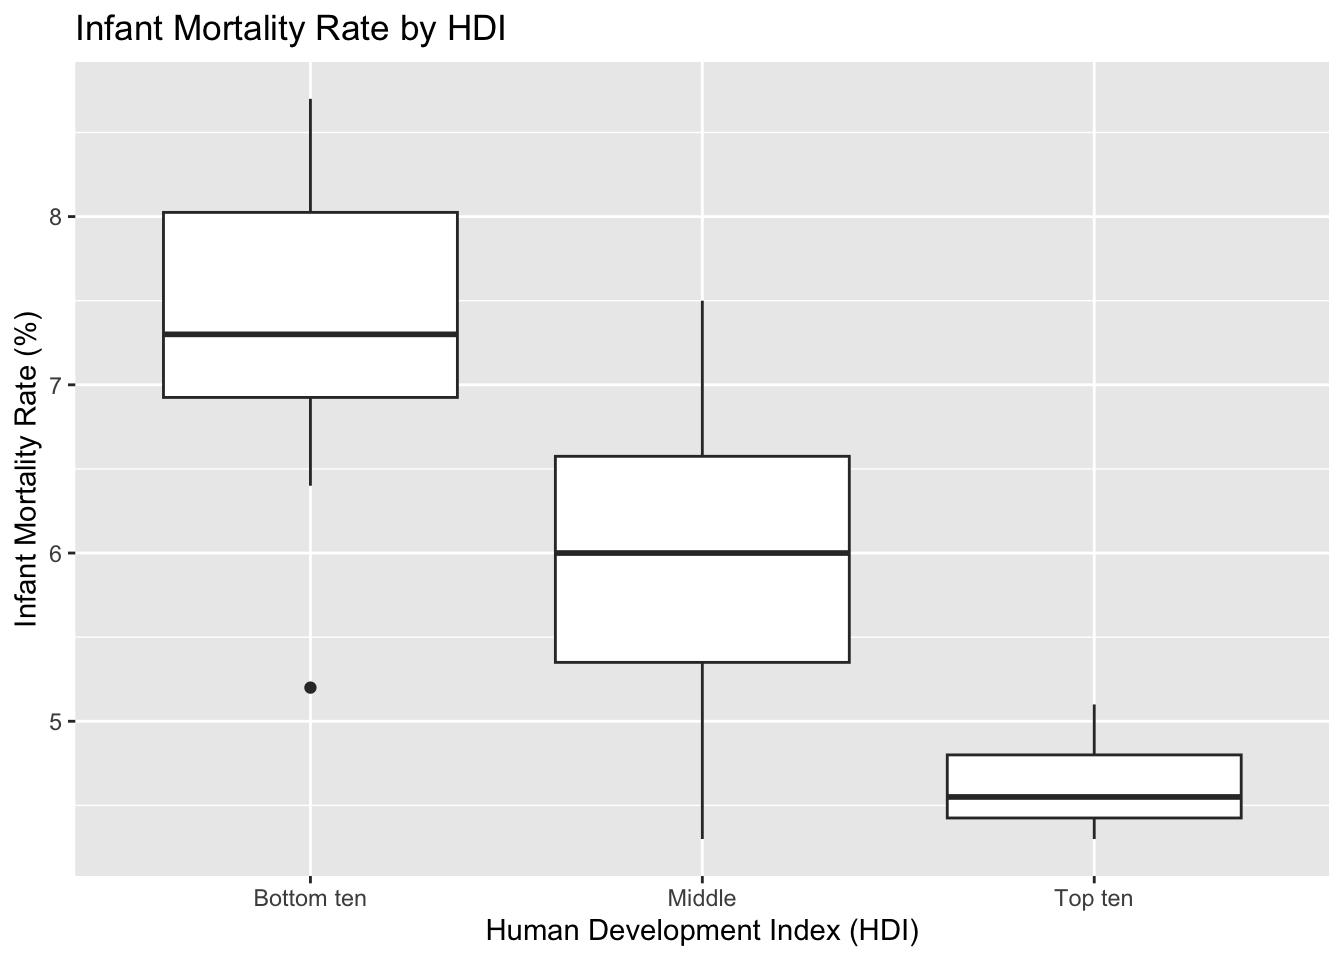 Infant Mortality Rate by HDI
Infant Mortality Rate (%)
8
7
6
5
Bottom ten
Middle
Top ten
Human Development Index (HDI)